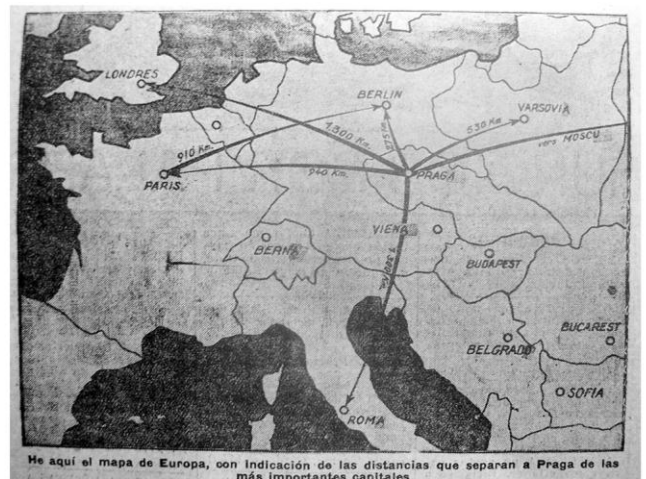 LONDRES
BERLIN
VARSOVIA
910 Km.
1.300 Km.
530 Km
vers MOSCU
PARIS
940 Km.
PRAGA
VIENA
BERNA
BUDAPEST
BELGRADO
BUCAREST
SOFIA
ROMA
He aquí el mapa de Europa, con indicación de las distancias que separan a Praga de las
más importantes capitales